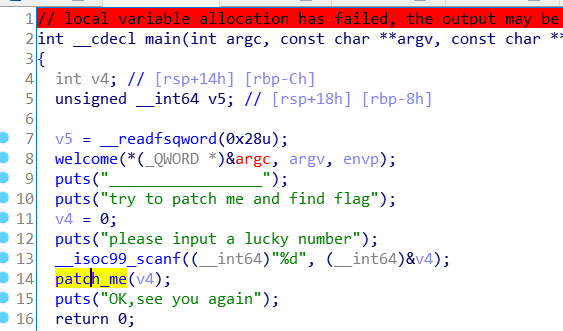 1 // local variable allocation has failed, the output may be
2 int __cdecl main(int argc, const char **argv, const char **
3 {
4 int v4; // [rsp+14h] [rbp-Ch]
5 unsigned __int64 v5; // [rsp+18h] [rbp-8h]
6
7 v5 = __readfsqword(0x28u);
8 welcome(*(_QWORD *)&argc, argv, envp);
9 puts("__________________");
10 puts("try to patch me and find flag");
11 v4 = 0;
12 puts("please input a lucky number");
13 __isoc99_scanf((__int64)"%d", (__int64)&v4);
14 patch_me(v4);
15 puts("OK,see you again");
16 return 0;